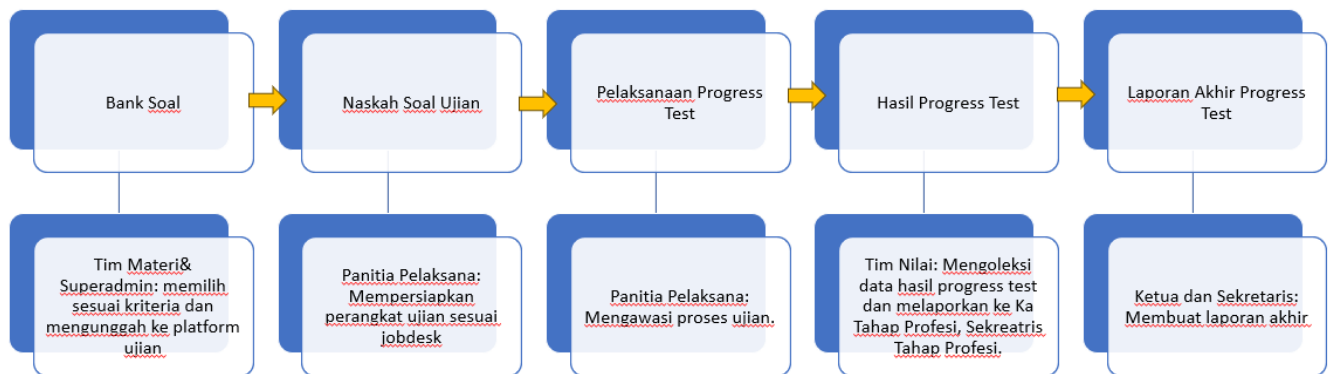 Bank Soal
Naskah Soal Ujian
Pelaksanaan Progress
Test
Hasil Progress Test
Laporan Akhir Progress
Test
Tim Materi&
Superadmin: memilih
sesuai kriteria dan
mengunggah ke platform
ujian
Panitia Pelaksana:
Mempersiapkan
perangkat ujian sesuai
jobdesk
Panitia Pelaksana:
Mengawasi proses ujian.
Tim Nilai: Mengoleksi
data hasil progress test
dan melaporkan ke Ka
Tahap Profesi, Sekreatris
Tahap Profesi.
Ketua dan Sekretaris:
Membuat laporan akhir